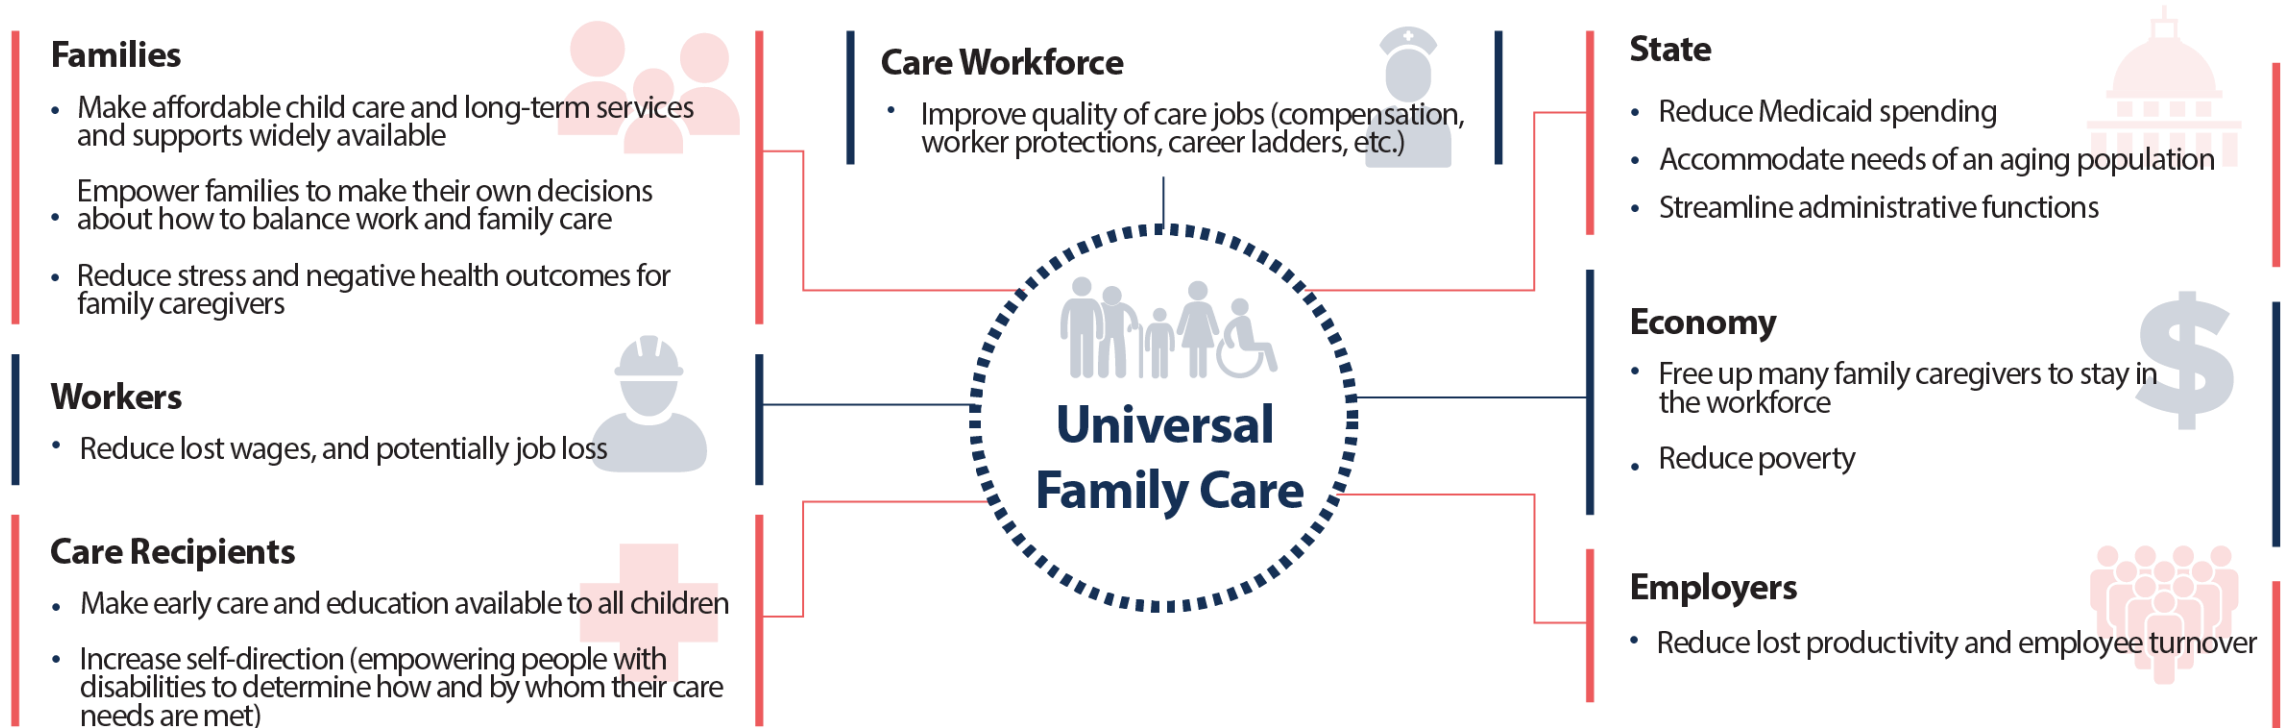 Families
• Make affordable child care and long-term services
and supports widely available
Empower families to make their own decisions
• about how to balance work and family care
• Reduce stress and negative health outcomes for
family caregivers
Workers
• Reduce lost wages, and potentially job loss
Care Recipients
• Make early care and education available to all children
• Increase self-direction (empowering people with
disabilities to determine how and by whom their care
needs are met)
Care Workforce
• Improve quality of care jobs (compensation,
worker protections, career ladders, etc.)
Universal
Family Care
State
• Reduce Medicaid spending
• Accommodate needs of an aging population
• Streamline administrative functions
Economy
$
• Free up many family caregivers to stay in
the workforce
• Reduce poverty
Employers
• Reduce lost productivity and employee turnover